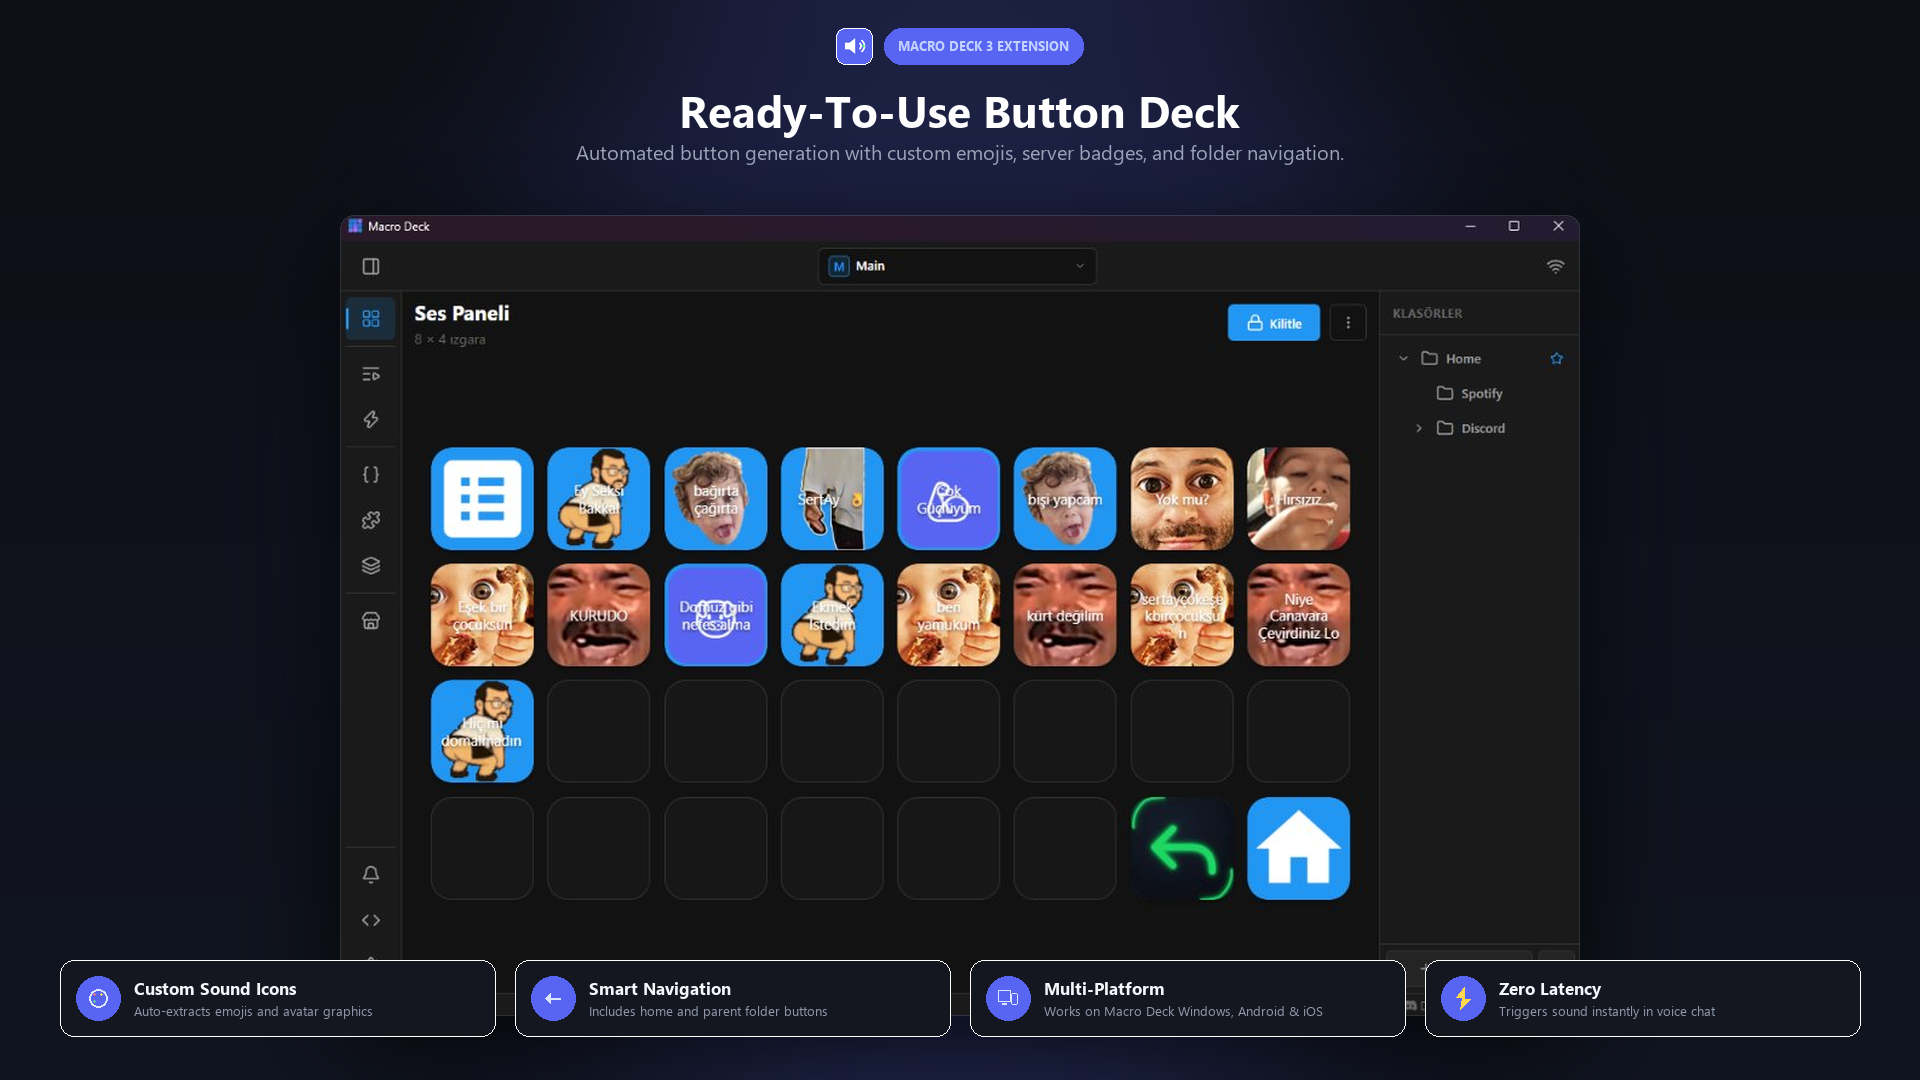 MACRO DECK 3 EXTENSION
Ready-To-Use Button Deck
Automated button generation with custom emojis, server badges, and folder navigation.
Macro Deck
M Main
Ses Paneli
8 × 4 ızgara
Kilitle
KLASÖRLER
Home
Spotify
Discord
Ey Seksi
Bakkal
bağırta
çağırta
SertAy 👌
Çok
Güçlüyüm
bişi yapcam
Yok mu?
Hırsızız
Eşek bir
çocuksun
KURUDO
Domuz gibi
nefes alma
Ekmek
İstedim
ben
yamukum
kürt değilim
sertayçokeşe
kbirçocuksu
n
Niye
Canavara
Çevirdiniz Lo
Hiç mi
domalmadın
Custom Sound Icons
Auto-extracts emojis and avatar graphics
Smart Navigation
Includes home and parent folder buttons
Multi-Platform
Works on Macro Deck Windows, Android & iOS
Zero Latency
Triggers sound instantly in voice chat